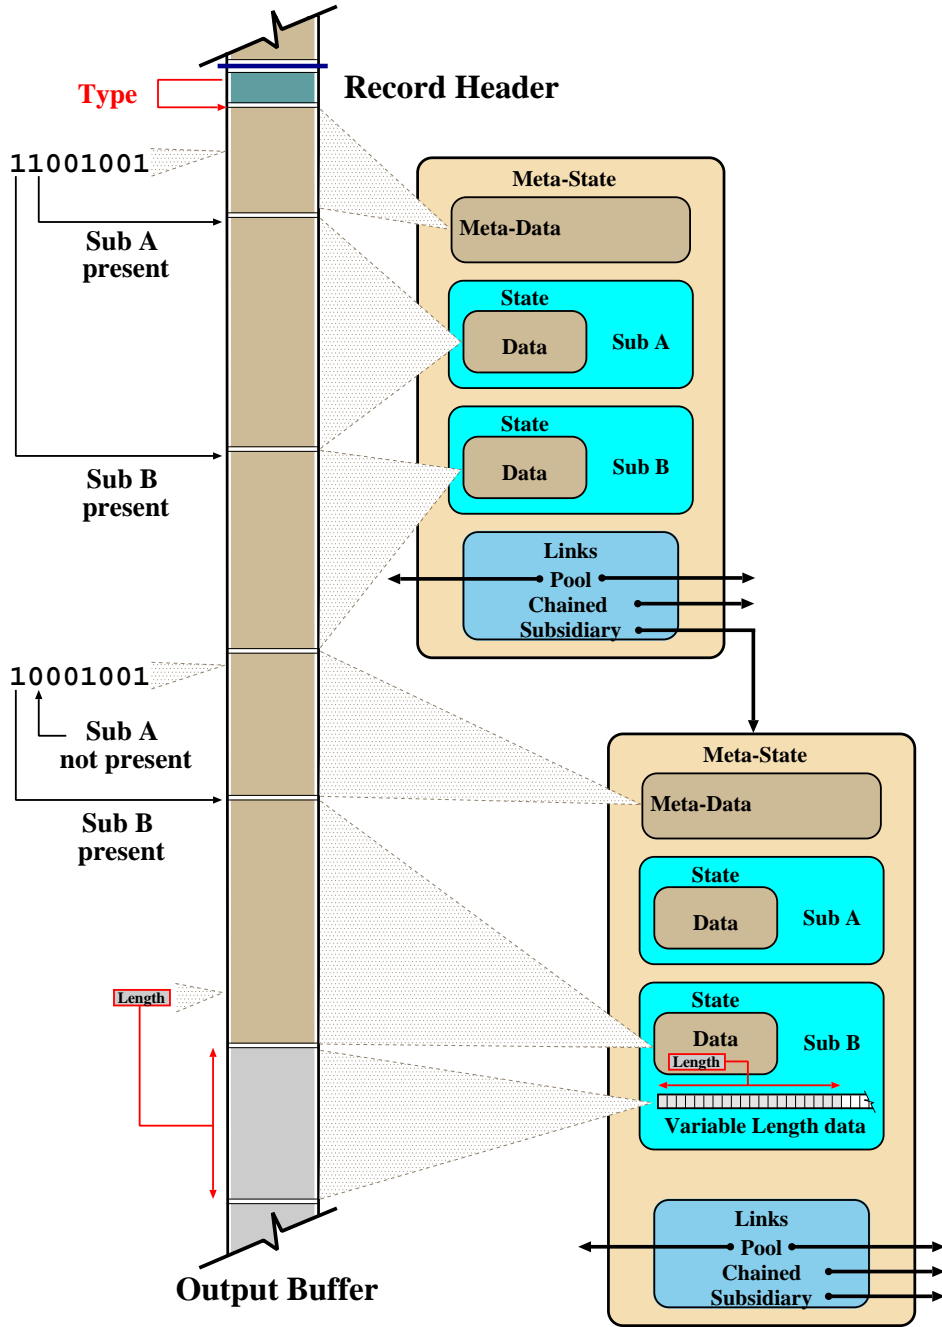 Record Header
Type
11001001
Sub A
present
Sub B
present
10001001
Sub A
not present
Sub B
present
Length
Output Buffer
Meta-State
Meta-Data
State
Data
Sub A
State
Data
Sub B
Links
Pool
Chained
Subsidiary
Meta-State
Meta-Data
State
Data
Sub A
State
Data
Sub B
Length
Variable Length data
Links
Pool
Chained
Subsidiary